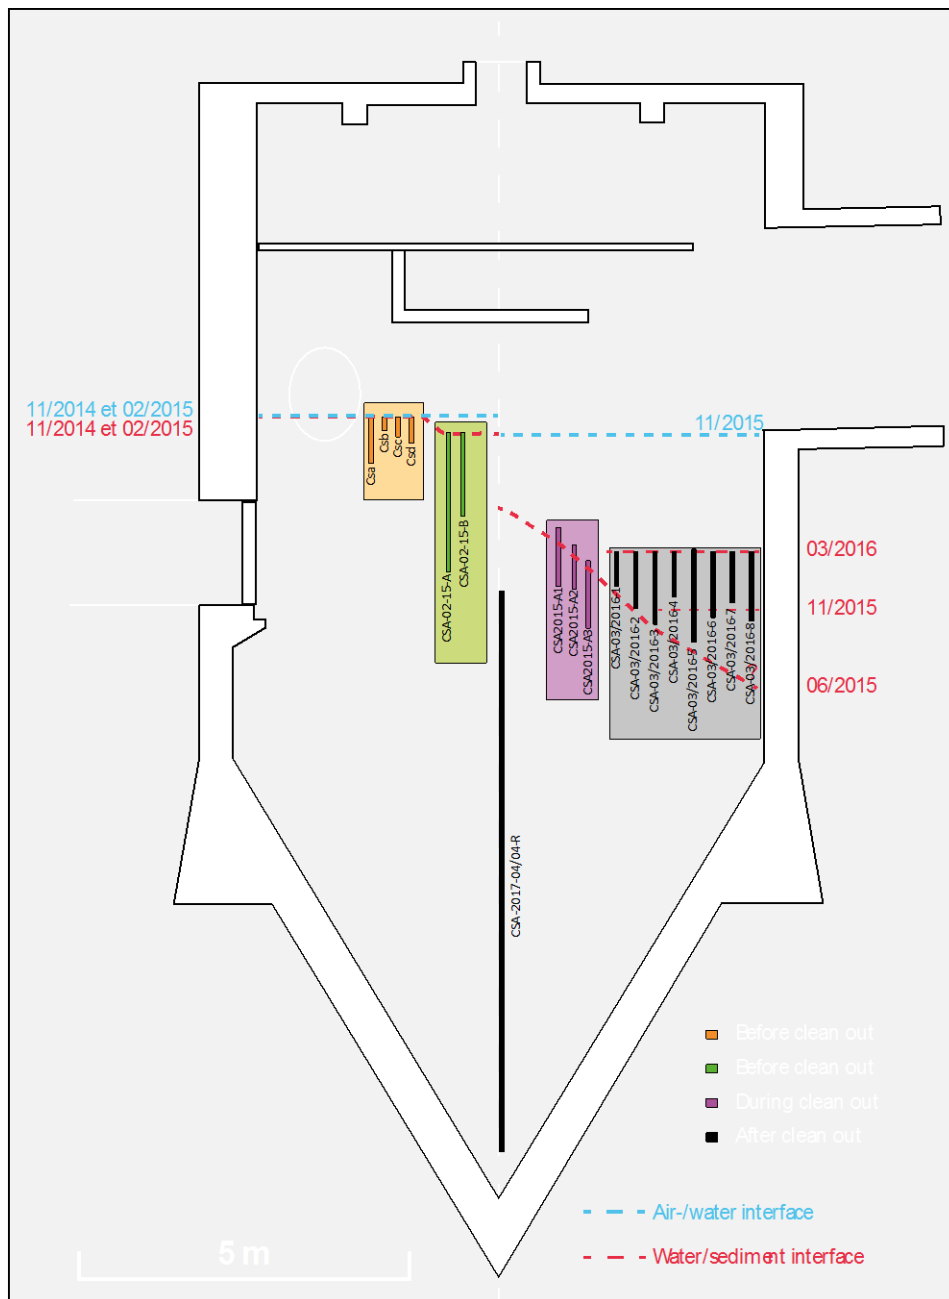 11/2014 et 02/2015
11/2014 et 02/2015
11/2015
Csa
Csb
Csc
Csd
CSA-02-15-A
CSA-02-15-B
CSA2015-A1
CSA2015-A2
CSA2015-A3
CSA-03/2016-1
CSA-03/2016-2
CSA-03/2016-3
CSA-03/2016-4
CSA-03/2016-5
CSA-03/2016-6
CSA-03/2016-7
CSA-03/2016-8
03/2016
11/2015
06/2015
CSA-2017-04/04-R
Before clean out
Before clean out
During clean out
After clean out
Air-/water interface
Water/sediment interface
5 m